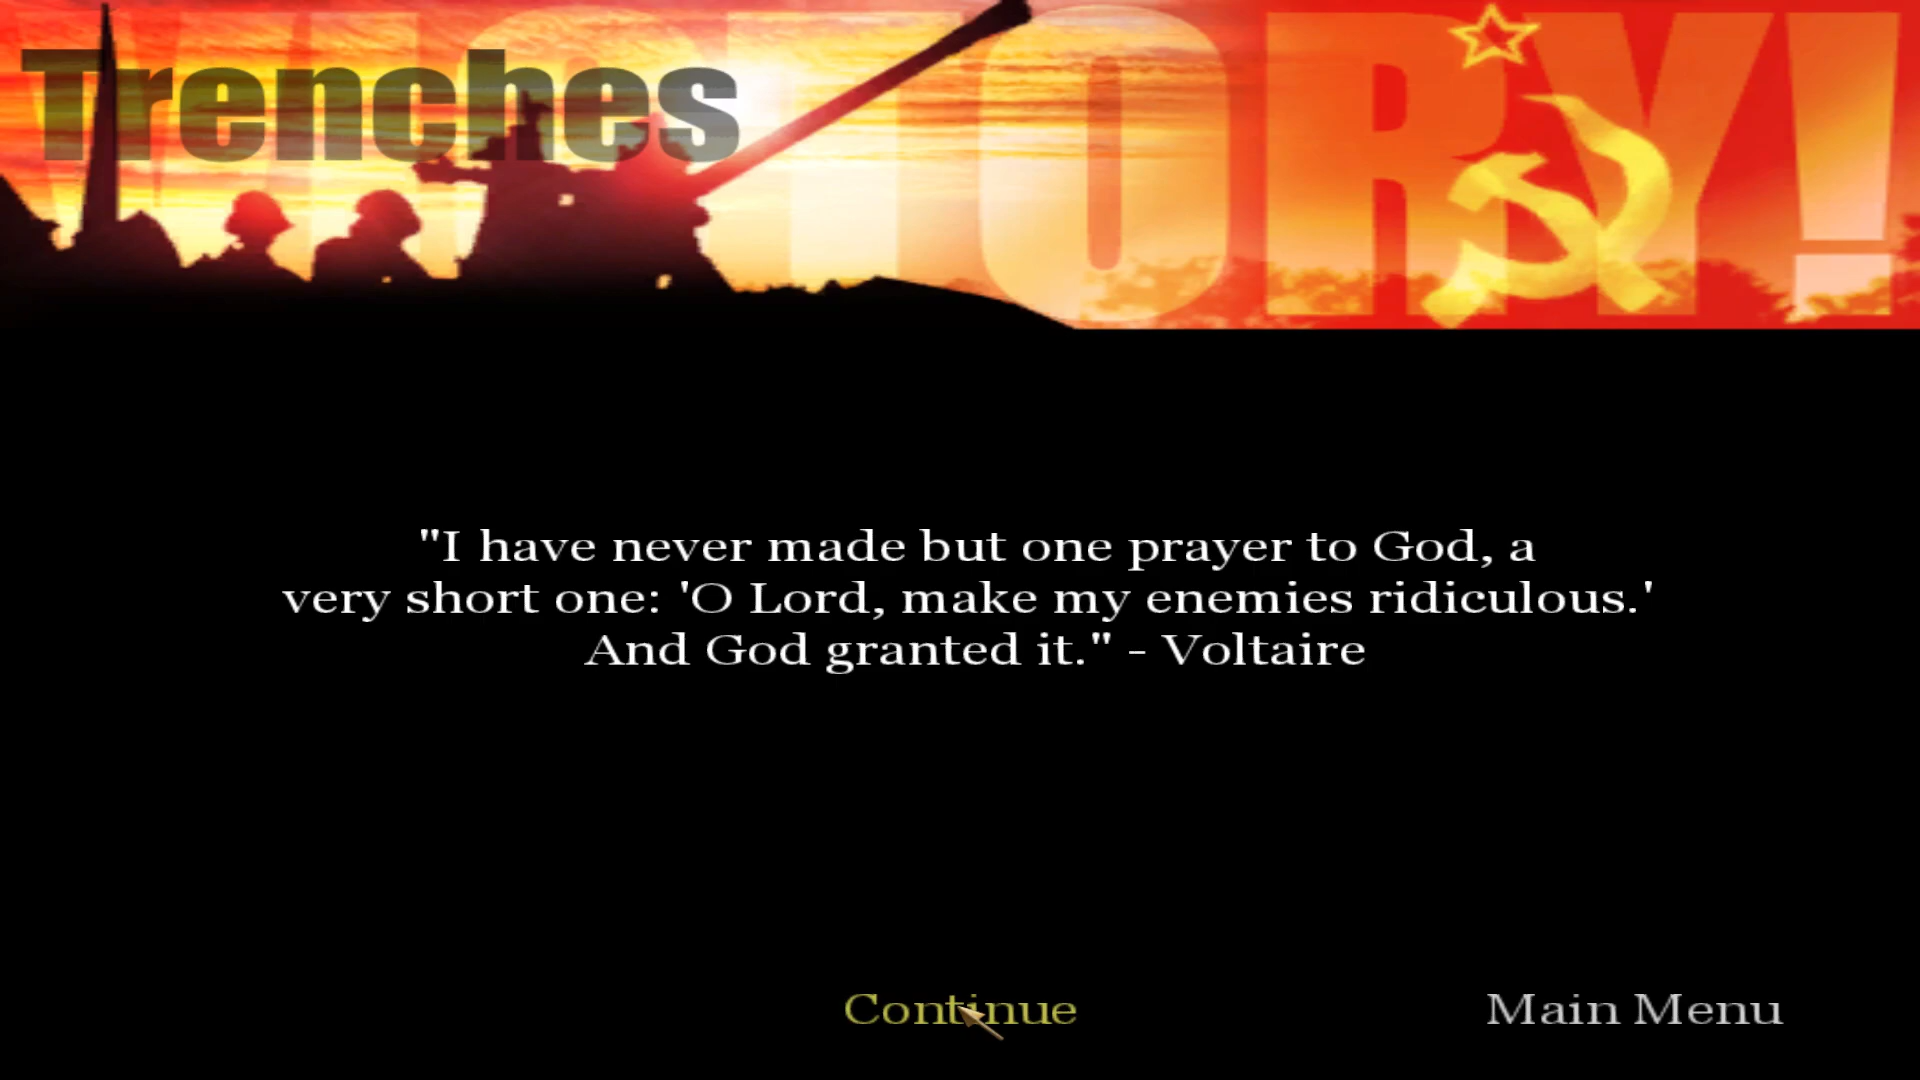 VICTORY!
Trenches
"I have never made but one prayer to God, a
very short one: 'O Lord, make my enemies ridiculous.'
And God granted it." - Voltaire
Continue
Main Menu